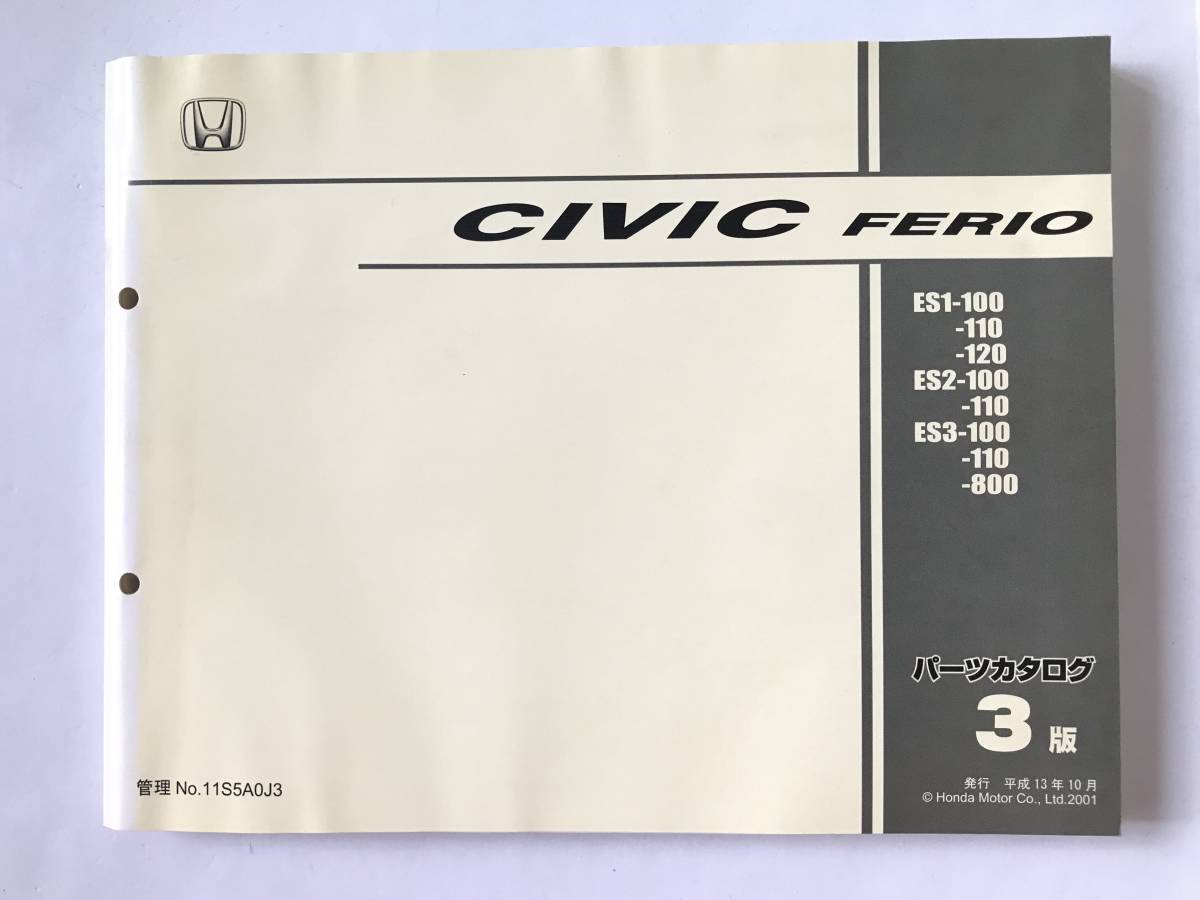 CIVIC FERIO
ES1-100
-110
-120
ES2-100
-110
ES3-100
-110
-800
パーツカタログ
3版
管理 No.11S5A0J3
発行 平成13年10月
© Honda Motor Co., Ltd.2001